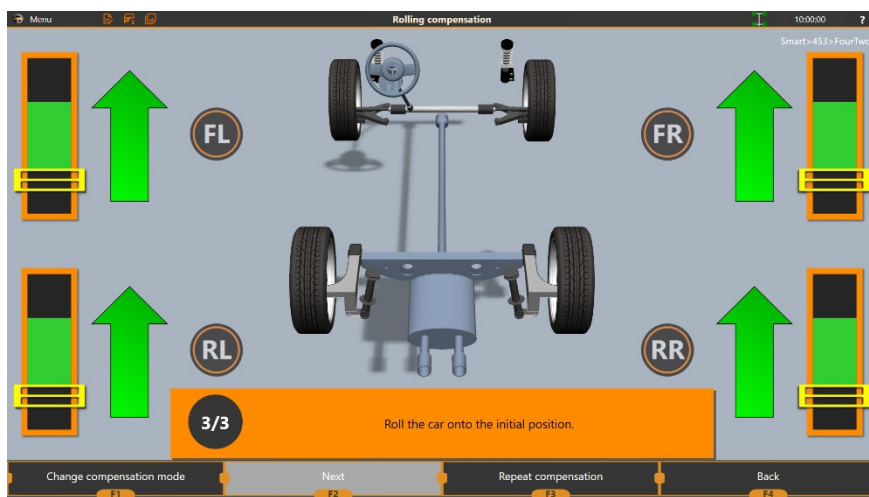 Menu
Rolling compensation
10:00:00
?
Smart>453>FourTwo
FL
FR
RL
RR
3/3
Roll the car onto the initial position.
Change compensation mode
Next
Repeat compensation
Back
F1
F2
F3
F4